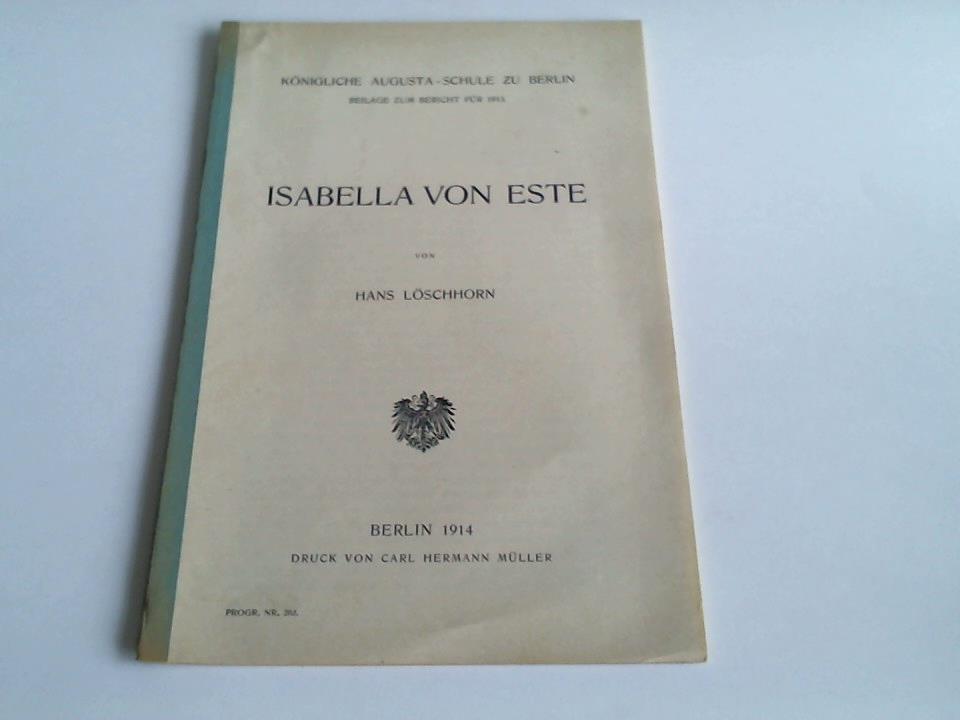 KÖNIGLICHE AUGUSTA-SCHULE ZU BERLIN
BEILAGE ZUM BERICHT FÜR 1913.
ISABELLA VON ESTE
VON
HANS LÖSCHHORN
BERLIN 1914
DRUCK VON CARL HERMANN MÜLLER
PROGR. NR.